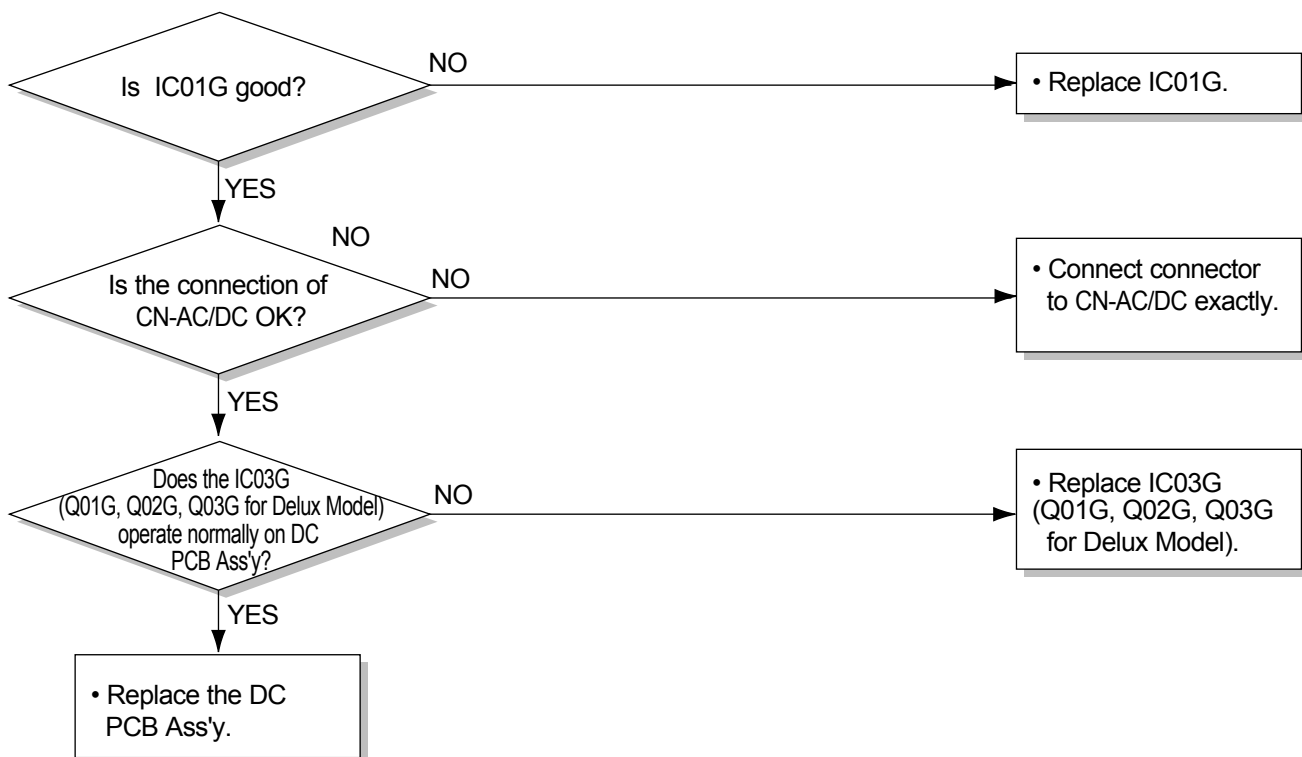 Is IC01G good?
NO
• Replace IC01G.
YES
NO
Is the connection of
CN-AC/DC OK?
NO
• Connect connector
to CN-AC/DC exactly.
YES
Does the IC03G
(Q01G, Q02G, Q03G for Delux Model)
operate normally on DC
PCB Ass'y?
NO
• Replace IC03G
(Q01G, Q02G, Q03G
for Delux Model).
YES
• Replace the DC
PCB Ass'y.